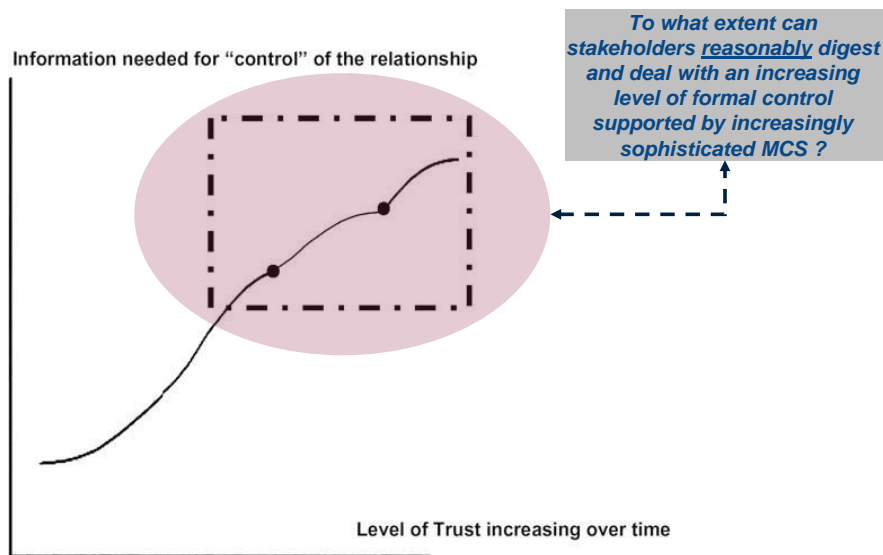 To what extent can
stakeholders reasonably digest
and deal with an increasing
level of formal control
supported by increasingly
sophisticated MCS ?
Information needed for “control” of the relationship
Level of Trust increasing over time